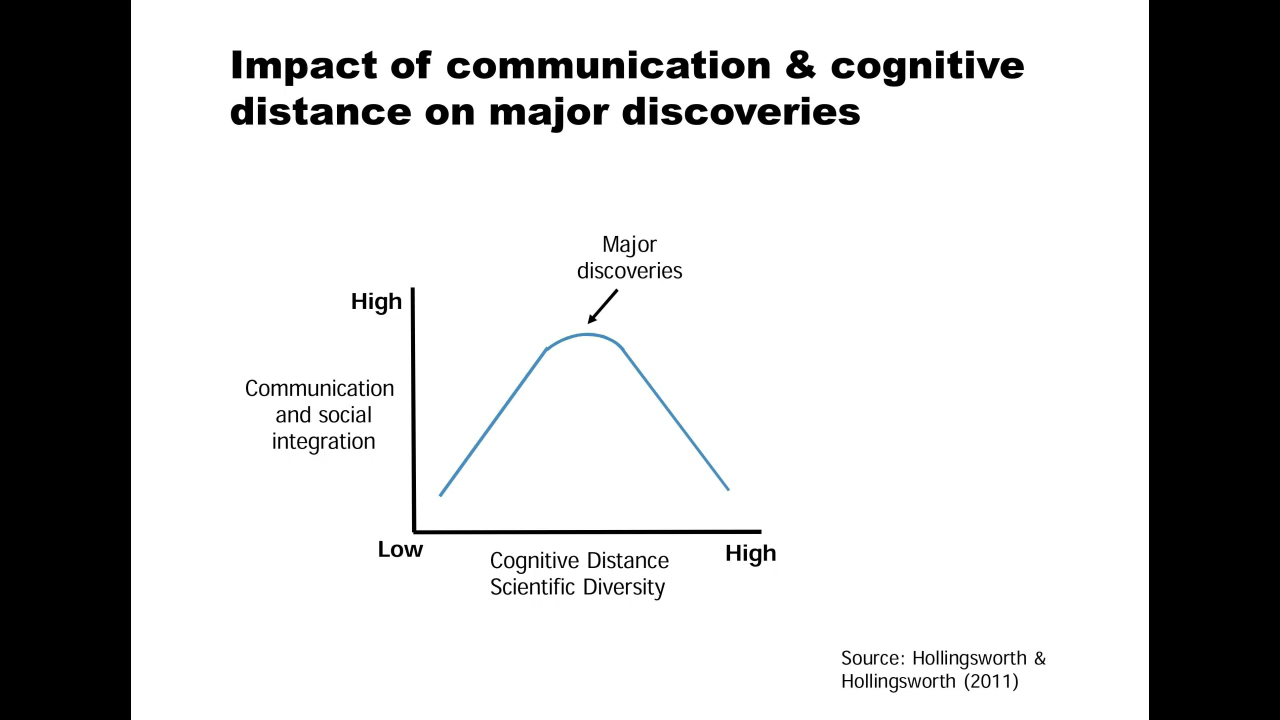 Impact of communication & cognitive
distance on major discoveries
Major
discoveries
High
Communication
and social
integration
Low
High
Cognitive Distance
Scientific Diversity
Source: Hollingsworth &
Hollingsworth (2011)